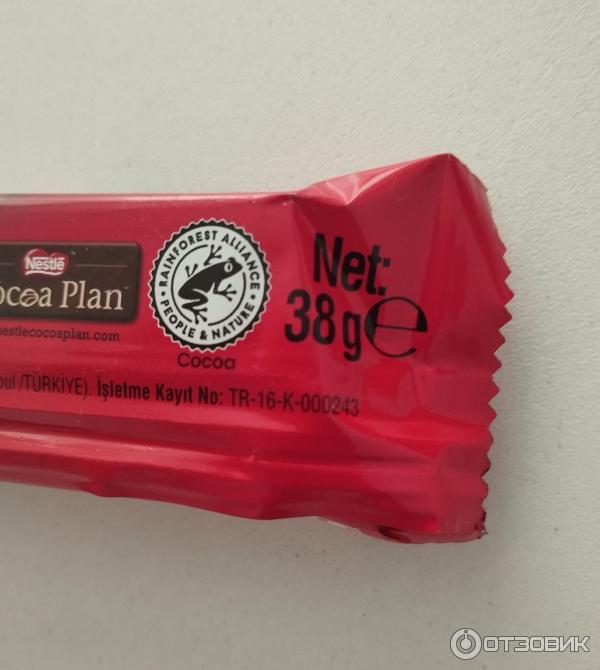 Nestlé
Cocoa Plan
nestlecocoaplan.com
RAINFOREST ALLIANCE
PEOPLE & NATURE
Cocoa
Net:
38 g e
/TÜRKİYE). İşletme Kayıt No: TR-16-K-000243
ОТЗОВИК